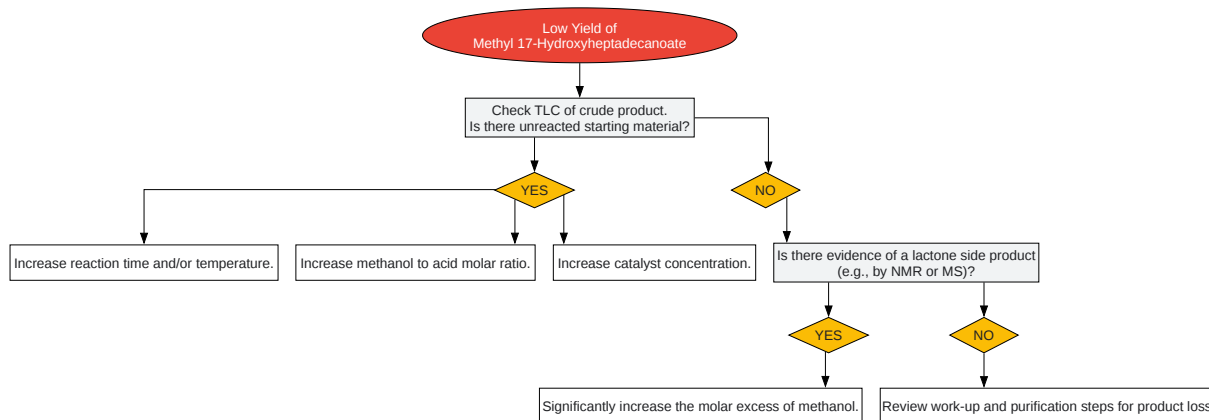 Low Yield of
Methyl 17-Hydroxyheptadecanoate
Check TLC of crude product.
Is there unreacted starting material?
YES
NO
Increase reaction time and/or temperature.
Increase methanol to acid molar ratio.
Increase catalyst concentration.
Is there evidence of a lactone side product
(e.g., by NMR or MS)?
YES
NO
Significantly increase the molar excess of methanol.
Review work-up and purification steps for product loss